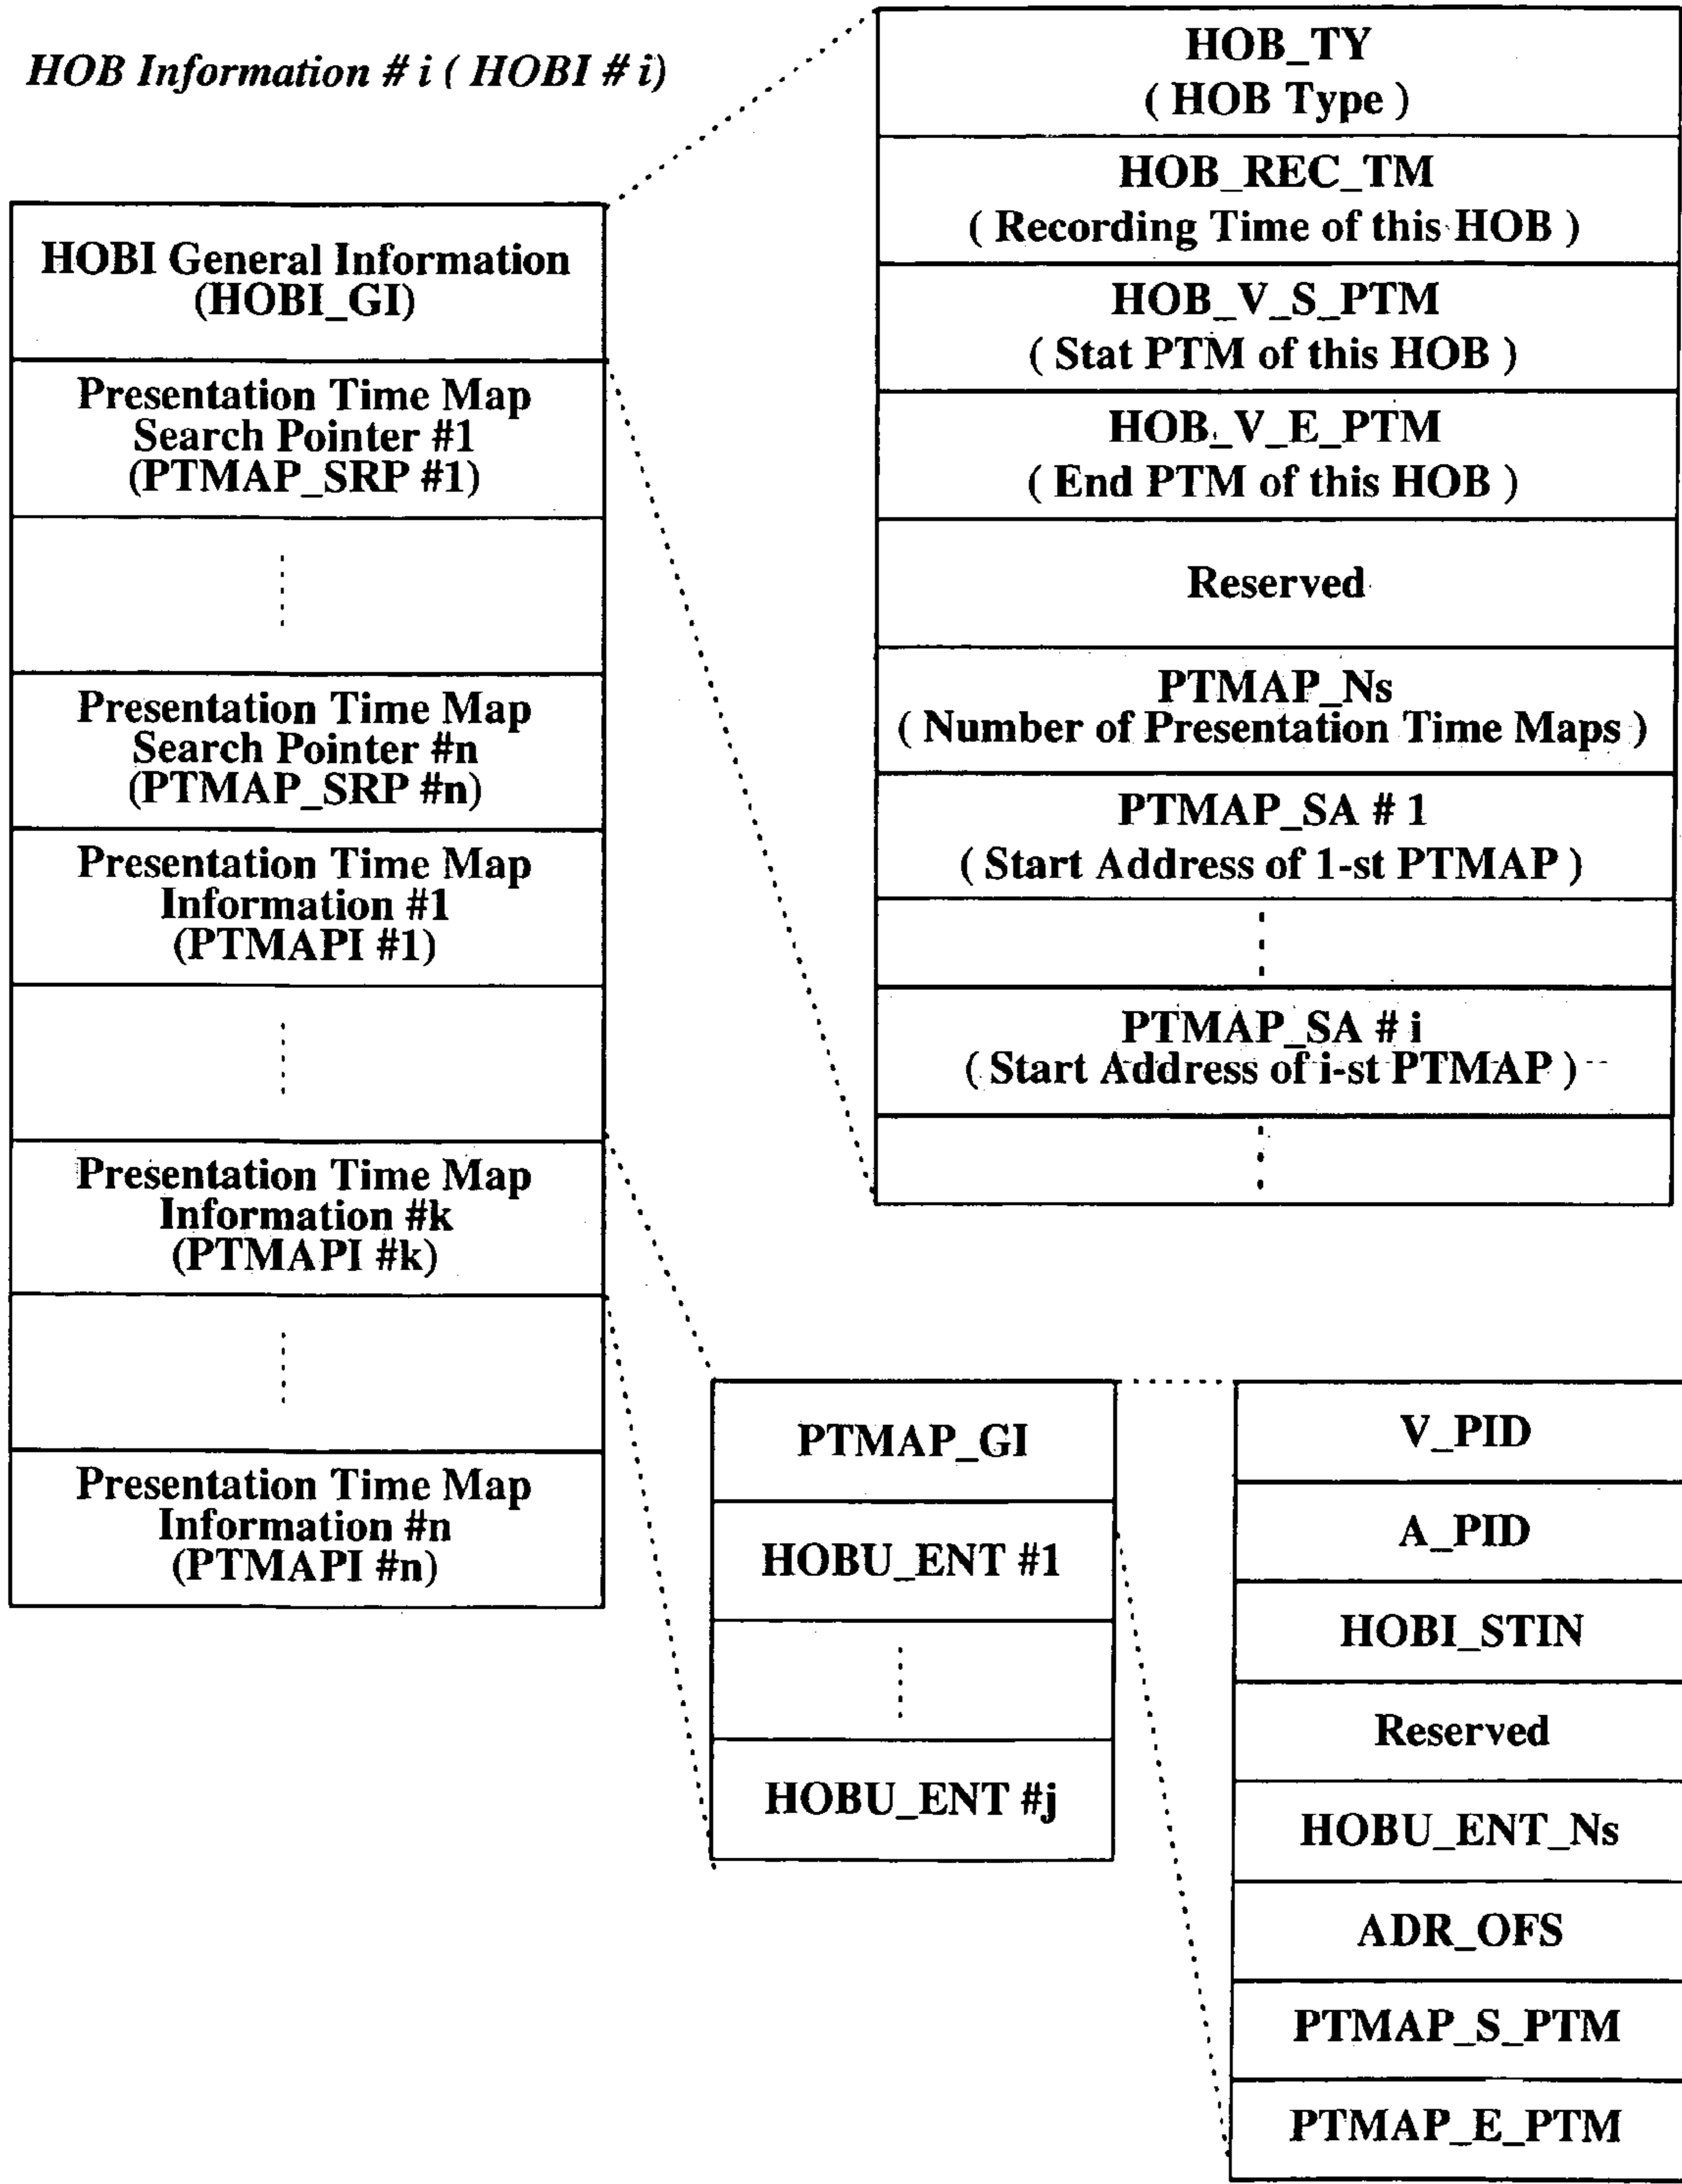 HOB Information # i ( HOBI # i)
HOBI General Information
(HOBI_GI)
Presentation Time Map
Search Pointer #1
(PTMAP_SRP #1)
Presentation Time Map
Search Pointer #n
(PTMAP_SRP #n)
Presentation Time Map
Information #1
(PTMAPI #1)
Presentation Time Map
Information #k
(PTMAPI #k)
Presentation Time Map
Information #n
(PTMAPI #n)
HOB_TY
( HOB Type )
HOB_REC_TM
( Recording Time of this HOB )
HOB_V_S_PTM
( Stat PTM of this HOB )
HOB_V_E_PTM
( End PTM of this HOB )
Reserved
PTMAP_Ns
( Number of Presentation Time Maps )
PTMAP_SA # 1
( Start Address of 1-st PTMAP )
PTMAP_SA # i
( Start Address of i-st PTMAP )
PTMAP_GI
HOBU_ENT #1
HOBU_ENT #j
V_PID
A_PID
HOBI_STIN
Reserved
HOBU_ENT_Ns
ADR_OFS
PTMAP_S_PTM
PTMAP_E_PTM